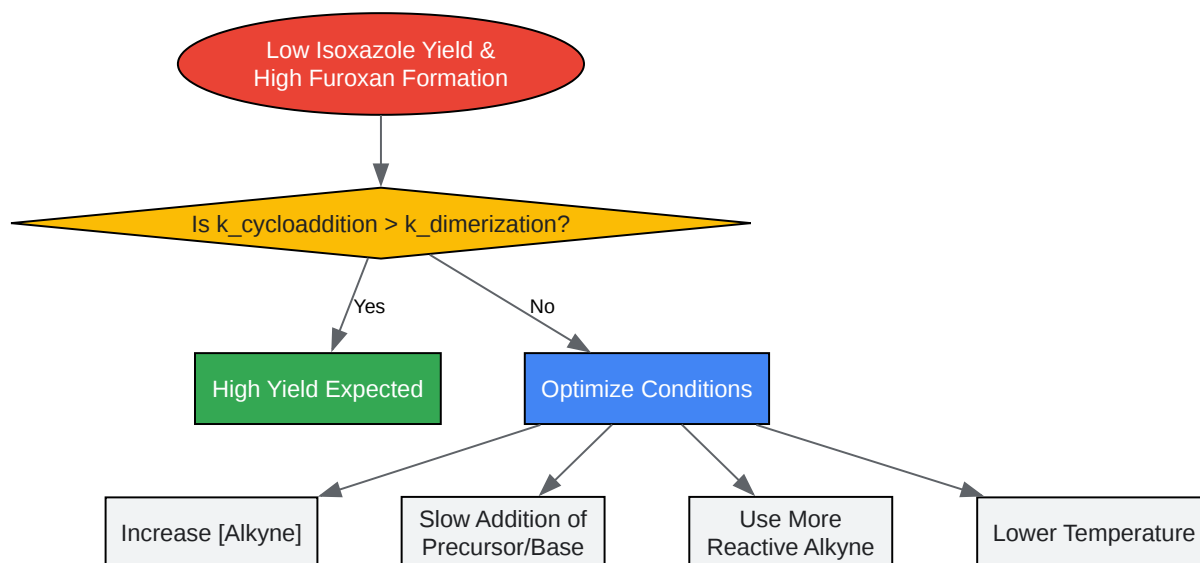 Low Isoxazole Yield &
High Furoxan Formation
Is k_cycloaddition > k_dimerization?
Yes
No
High Yield Expected
Optimize Conditions
Increase [Alkyne]
Slow Addition of
Precursor/Base
Use More
Reactive Alkyne
Lower Temperature